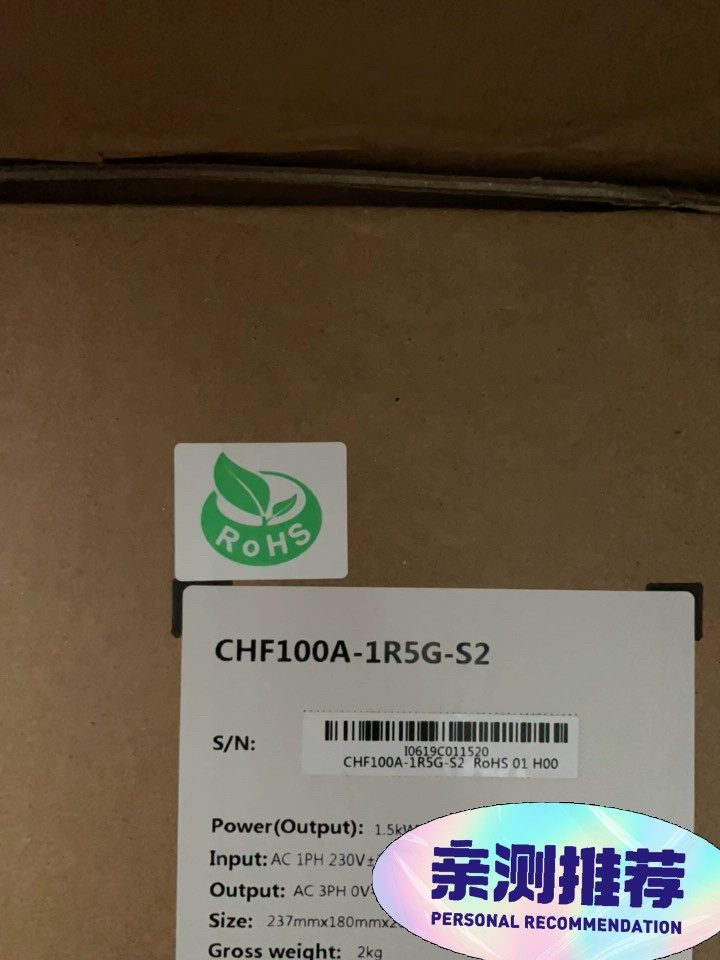 RoHS
CHF100A-1R5G-S2
S/N:
I0619C011520
CHF100A-1R5G-S2 RoHS 01 H00
Power(Output): 1.5kW
Input: AC 1PH 230V±
Output: AC 3PH 0V
Size: 237mmx180mmx2
Gross weight: 2kg
亲测推荐
PERSONAL RECOMMENDATION